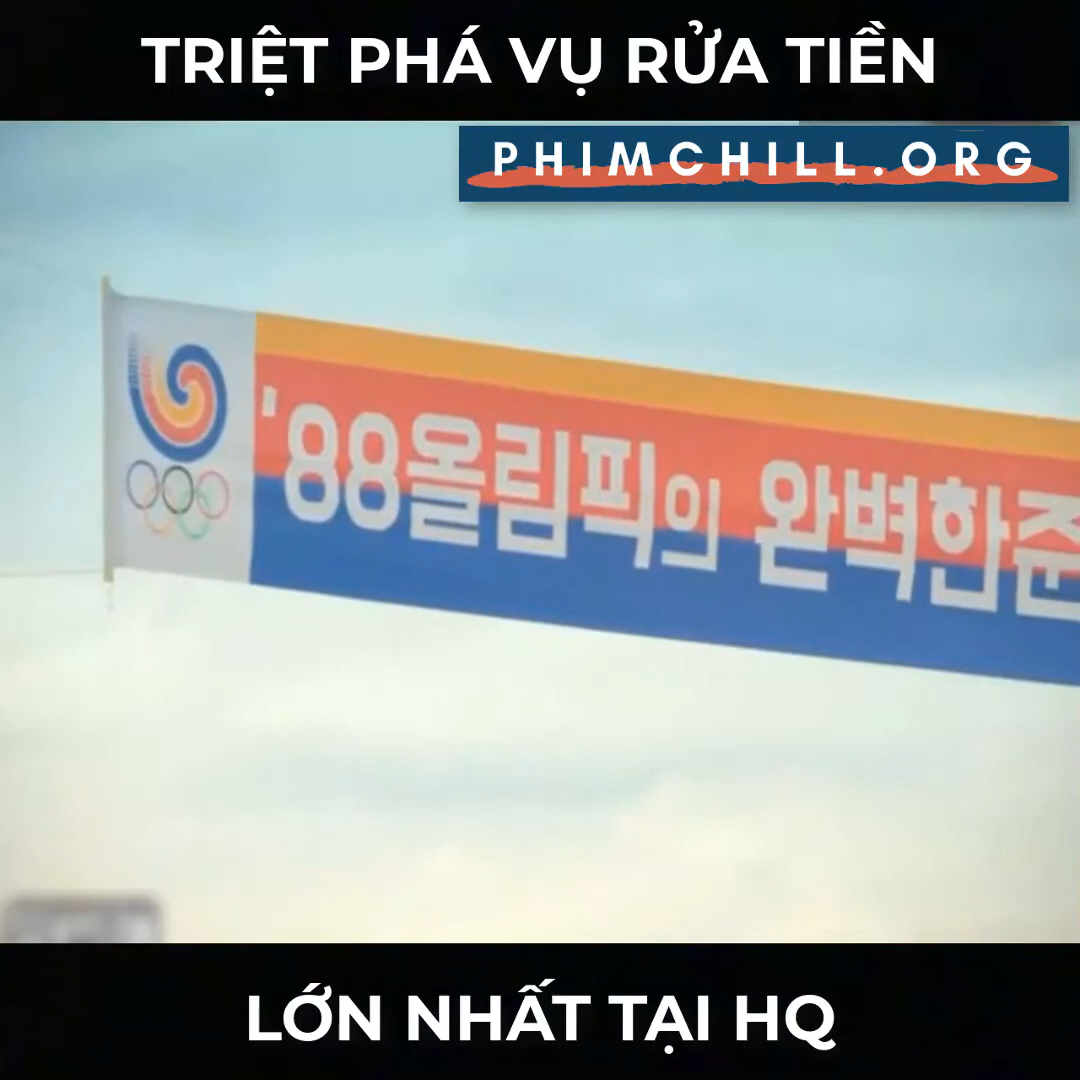 TRIỆT PHÁ VỤ RỬA TIỀN
PHIMCHILL.ORG
'88올림픽의 완벽한준
LỚN NHẤT TẠI HQ